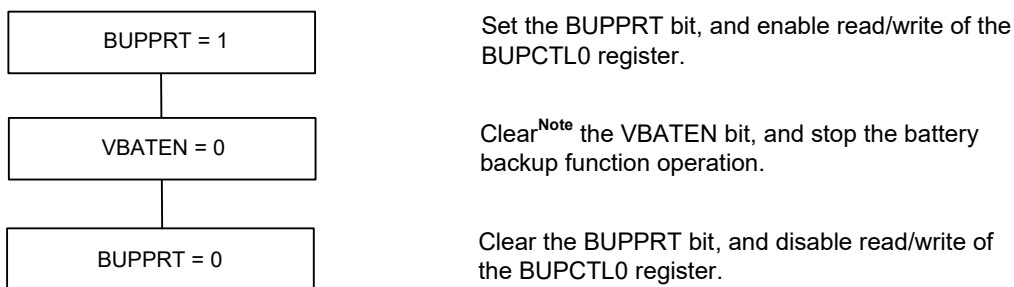 BUPPRT = 1
Set the BUPPRT bit, and enable read/write of the
BUPCTL0 register.
VBATEN = 0
Clear Note the VBATEN bit, and stop the battery
backup function operation.
BUPPRT = 0
Clear the BUPPRT bit, and disable read/write of
the BUPCTL0 register.